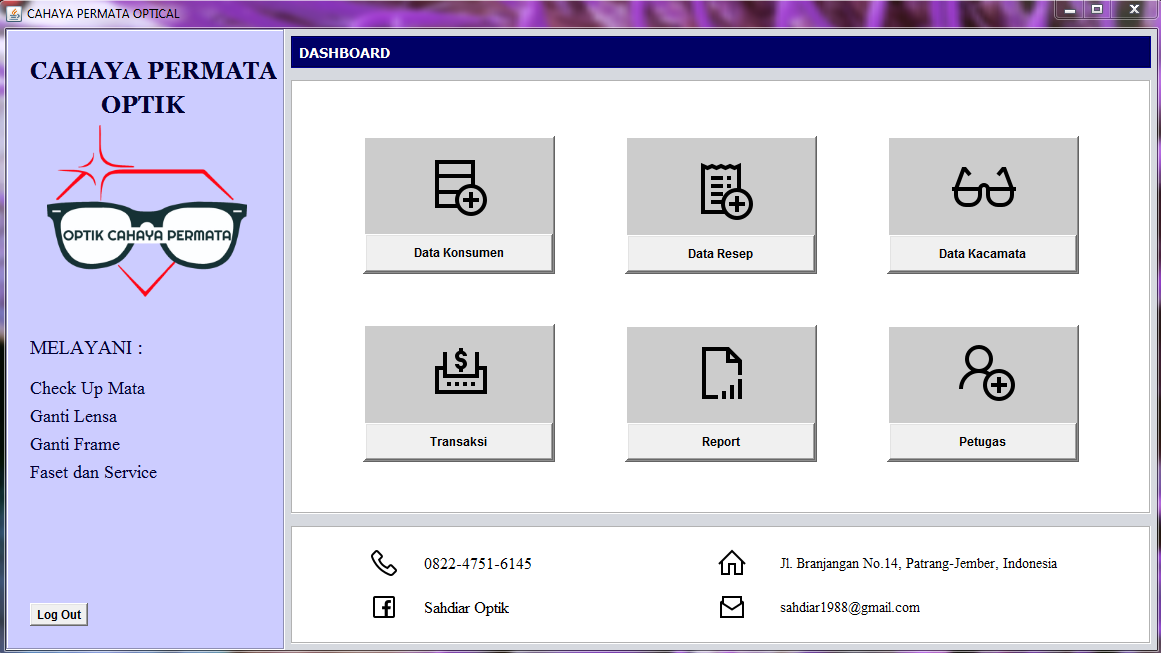 CAHAYA PERMATA OPTICAL
CAHAYA PERMATA
OPTIK
OPTIK CAHAYA PERMATA
MELAYANI :
Check Up Mata
Ganti Lensa
Ganti Frame
Faset dan Service
Log Out
DASHBOARD
Data Konsumen
Data Resep
Data Kacamata
$
Transaksi
Report
Petugas
0822-4751-6145
Jl. Branjangan No.14, Patrang-Jember, Indonesia
Sahdiar Optik
sahdiar1988@gmail.com